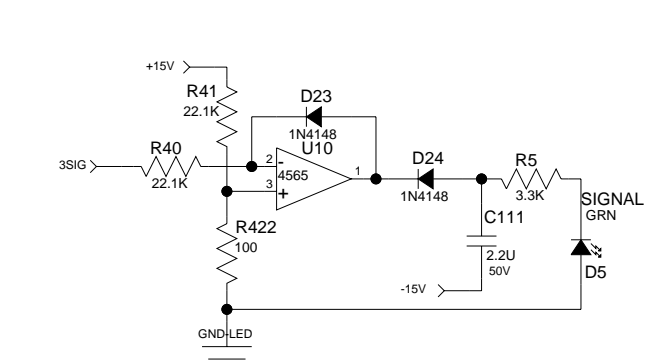 +15V
R41
22.1K
D23
1N4148
U10
R40
22.1K
3SIG
2
-
4565
1
3
+
D24
1N4148
R5
3.3K
SIGNAL
GRN
C111
2.2U
50V
D5
R422
100
-15V
GND-LED